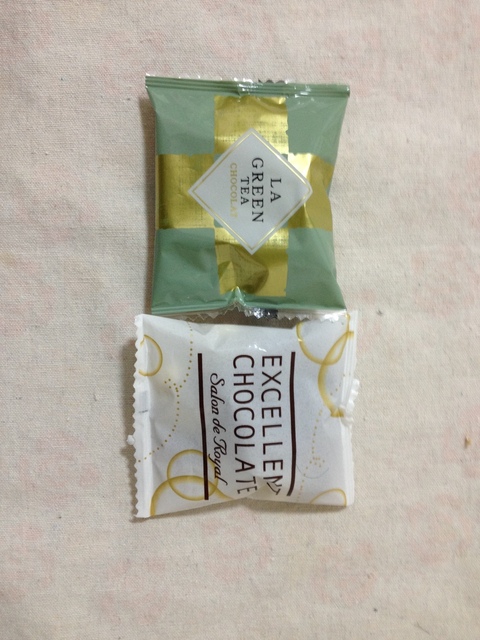 LA
GREEN
TEA
CHOCOLAT
EXCELLENT
CHOCOLATE
Salon de Royal